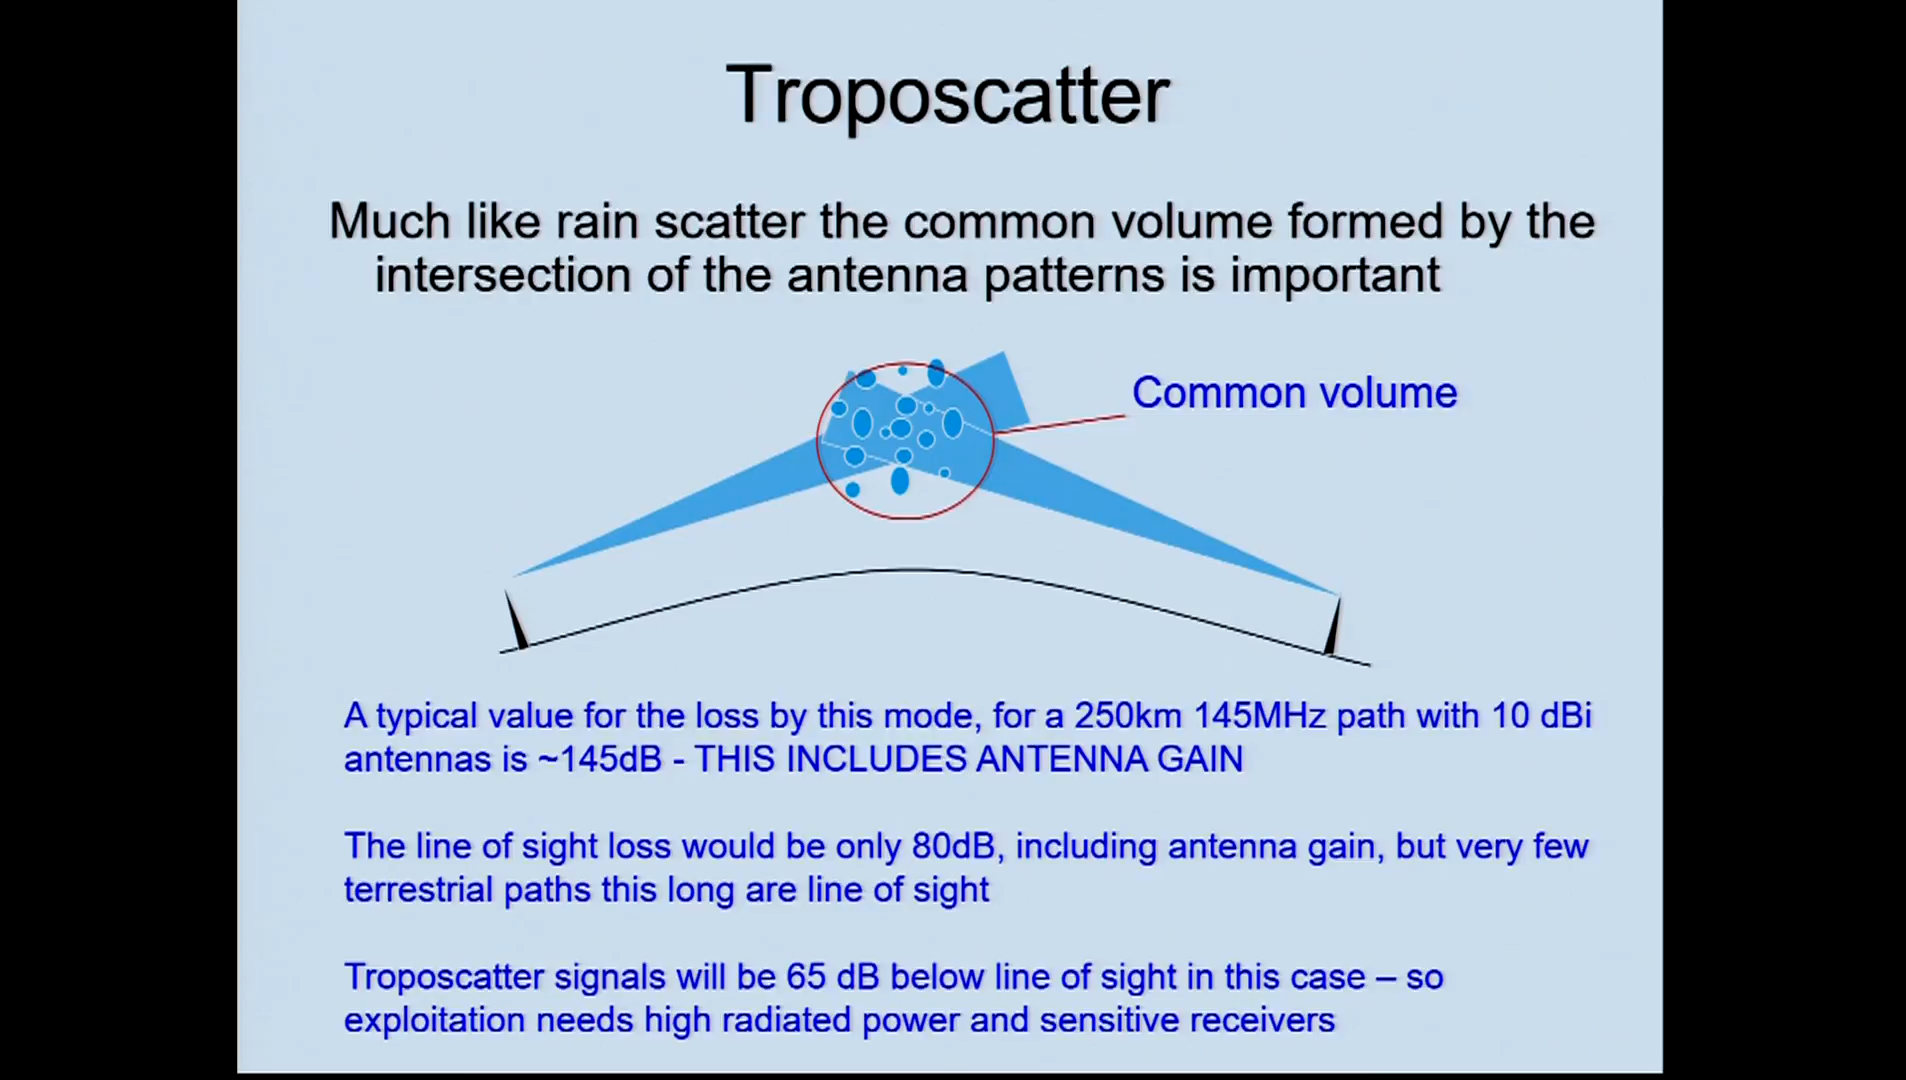 Troposcatter
Much like rain scatter the common volume formed by the
intersection of the antenna patterns is important
Common volume
A typical value for the loss by this mode, for a 250km 145MHz path with 10 dBi
antennas is ~145dB - THIS INCLUDES ANTENNA GAIN
The line of sight loss would be only 80dB, including antenna gain, but very few
terrestrial paths this long are line of sight
Troposcatter signals will be 65 dB below line of sight in this case – so
exploitation needs high radiated power and sensitive receivers